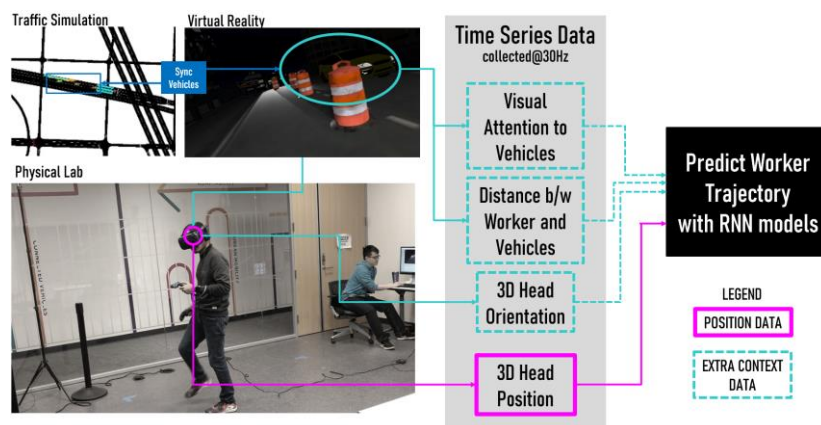 Traffic Simulation
Virtual Reality
Sync
Vehicles
Physical Lab
Time Series Data
collected@30Hz
Visual
Attention to
Vehicles
Distance b/w
Worker and
Vehicles
3D Head
Orientation
3D Head
Position
Predict Worker
Trajectory
with RNN models
LEGEND
POSITION DATA
EXTRA CONTEXT
DATA